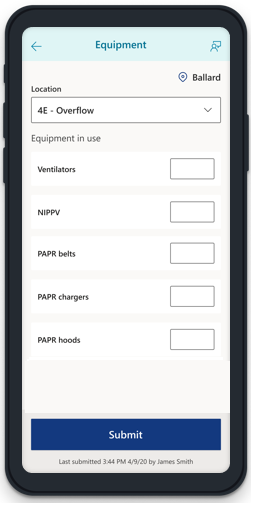 Equipment
Ballard
Location
4E - Overflow
Equipment in use
Ventilators
NIPPV
PAPR belts
PAPR chargers
PAPR hoods
Submit
Last submitted 3:44 PM 4/9/20 by James Smith